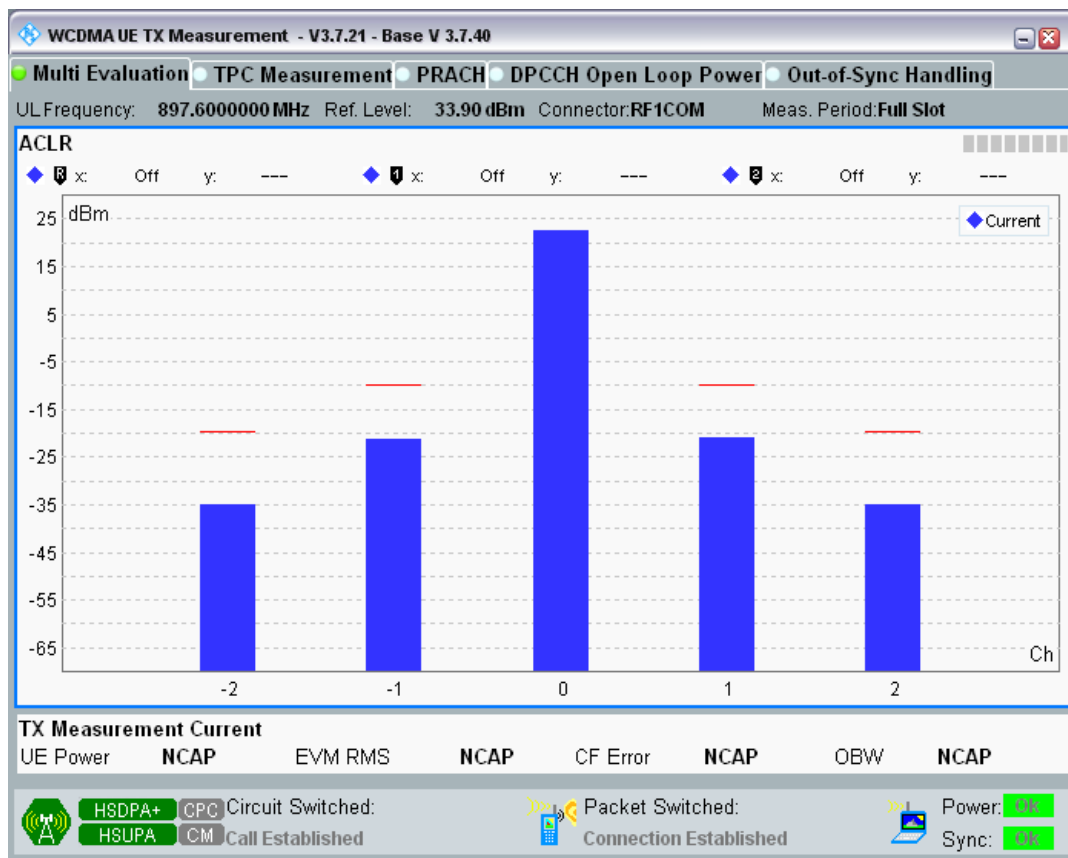 WCDMA UE TX Measurement - V3.7.21 - Base V 3.7.40
Multi Evaluation TPC Measurement PRACH DPCCH Open Loop Power Out-of-Sync Handling
UL Frequency: 897.6000000 MHz Ref. Level: 33.90 dBm Connector:RF1COM Meas. Period:Full Slot
ACLR
R x: Off y: --- 1 x: Off y: --- 2 x: Off y: ---
dBm
Current
25
15
5
-5
-15
-25
-35
-45
-55
-65
Ch
-2 -1 0 1 2
TX Measurement Current
UE Power NCAP EVM RMS NCAP CF Error NCAP OBW NCAP
HSDPA+ CPC Circuit Switched: Packet Switched: Power: OK
HSUPA CM Call Established Connection Established Sync: OK